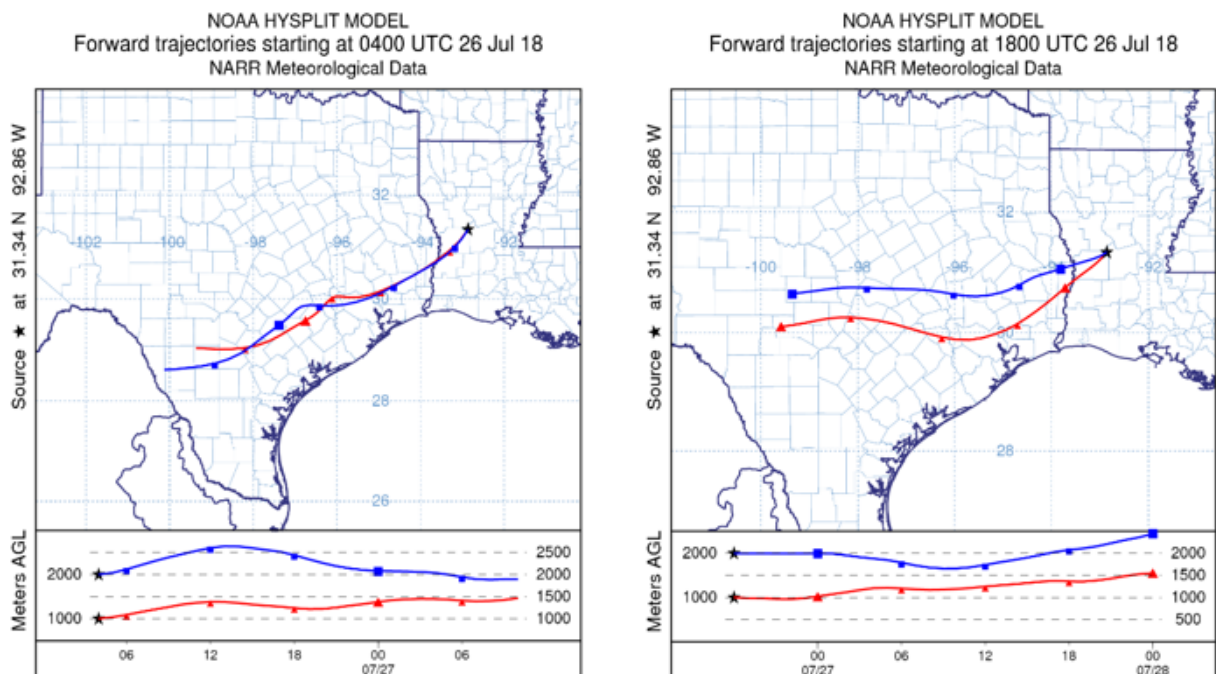 NOAA HYSPLIT MODEL
Forward trajectories starting at 0400 UTC 26 Jul 18
NARR Meteorological Data
Source ★ at 31.34 N 92.86 W
-102 -100 -98 -96 -94 -92
32
30
28
26
Meters AGL
2500
2000 2000
1500
1000 1000
06 12 18 00 06
07/27
NOAA HYSPLIT MODEL
Forward trajectories starting at 1800 UTC 26 Jul 18
NARR Meteorological Data
Source ★ at 31.34 N 92.86 W
32
-100 -98 -96 -92
30
28
Meters AGL
2000 2000
1500
1000 1000
500
00 06 12 18 00
07/27 07/28